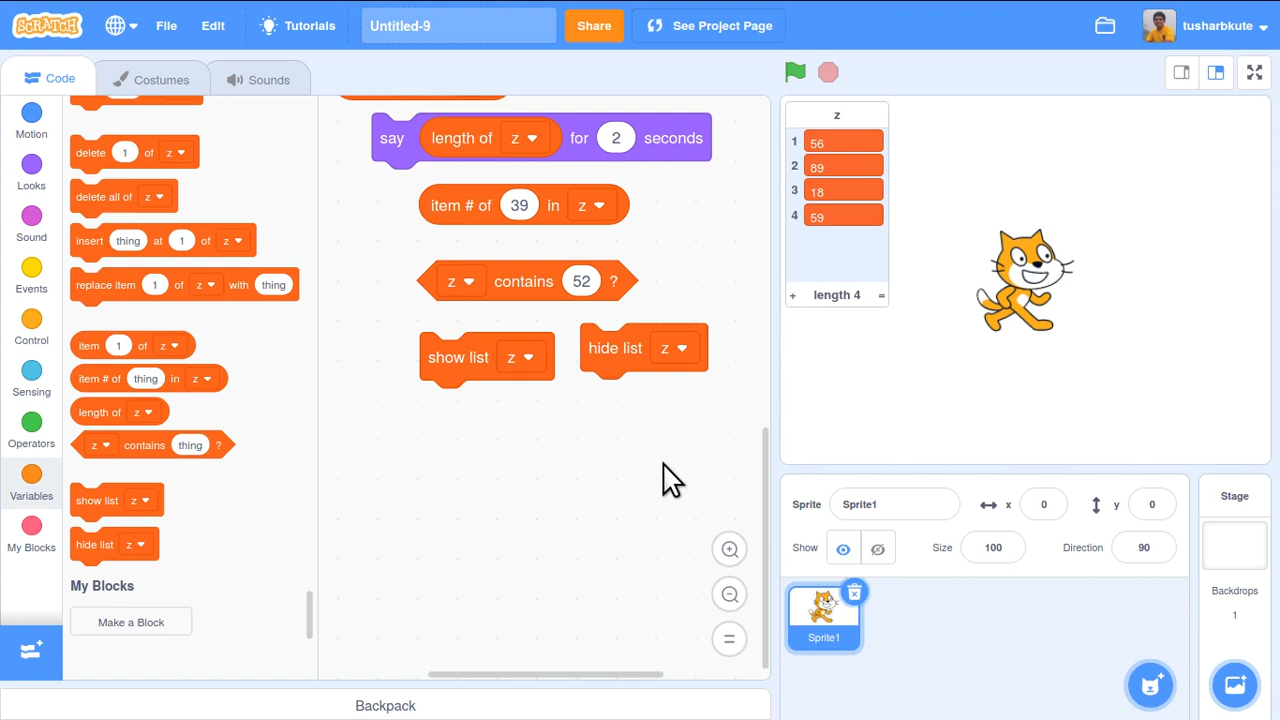 SCRATCH
File
Edit
Tutorials
Untitled-9
Share
See Project Page
tusharbkute
Code
Costumes
Sounds
Motion
Looks
Sound
Events
Control
Sensing
Operators
Variables
My Blocks
delete 1 of z
delete all of z
insert thing at 1 of z
replace item 1 of z with thing
item 1 of z
item # of thing in z
length of z
z contains thing ?
show list z
hide list z
My Blocks
Make a Block
say length of z for 2 seconds
item # of 39 in z
z contains 52 ?
show list z
hide list z
Backpack
z
1 56
2 89
3 18
4 59
+ length 4 =
Sprite Sprite1 x 0 y 0
Show Size 100 Direction 90
Sprite1
Stage
Backdrops
1